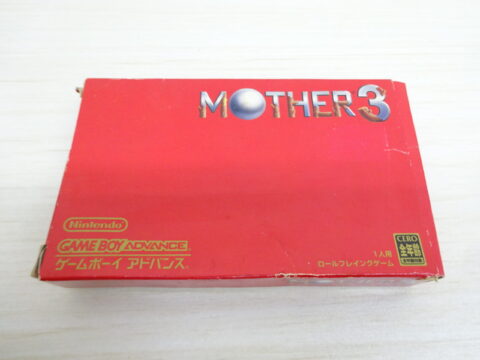 MOTHER3
Nintendo
GAME BOY ADVANCE
ゲームボーイ アドバンス
1人用
ロールプレイングゲーム
CERO
全年齢